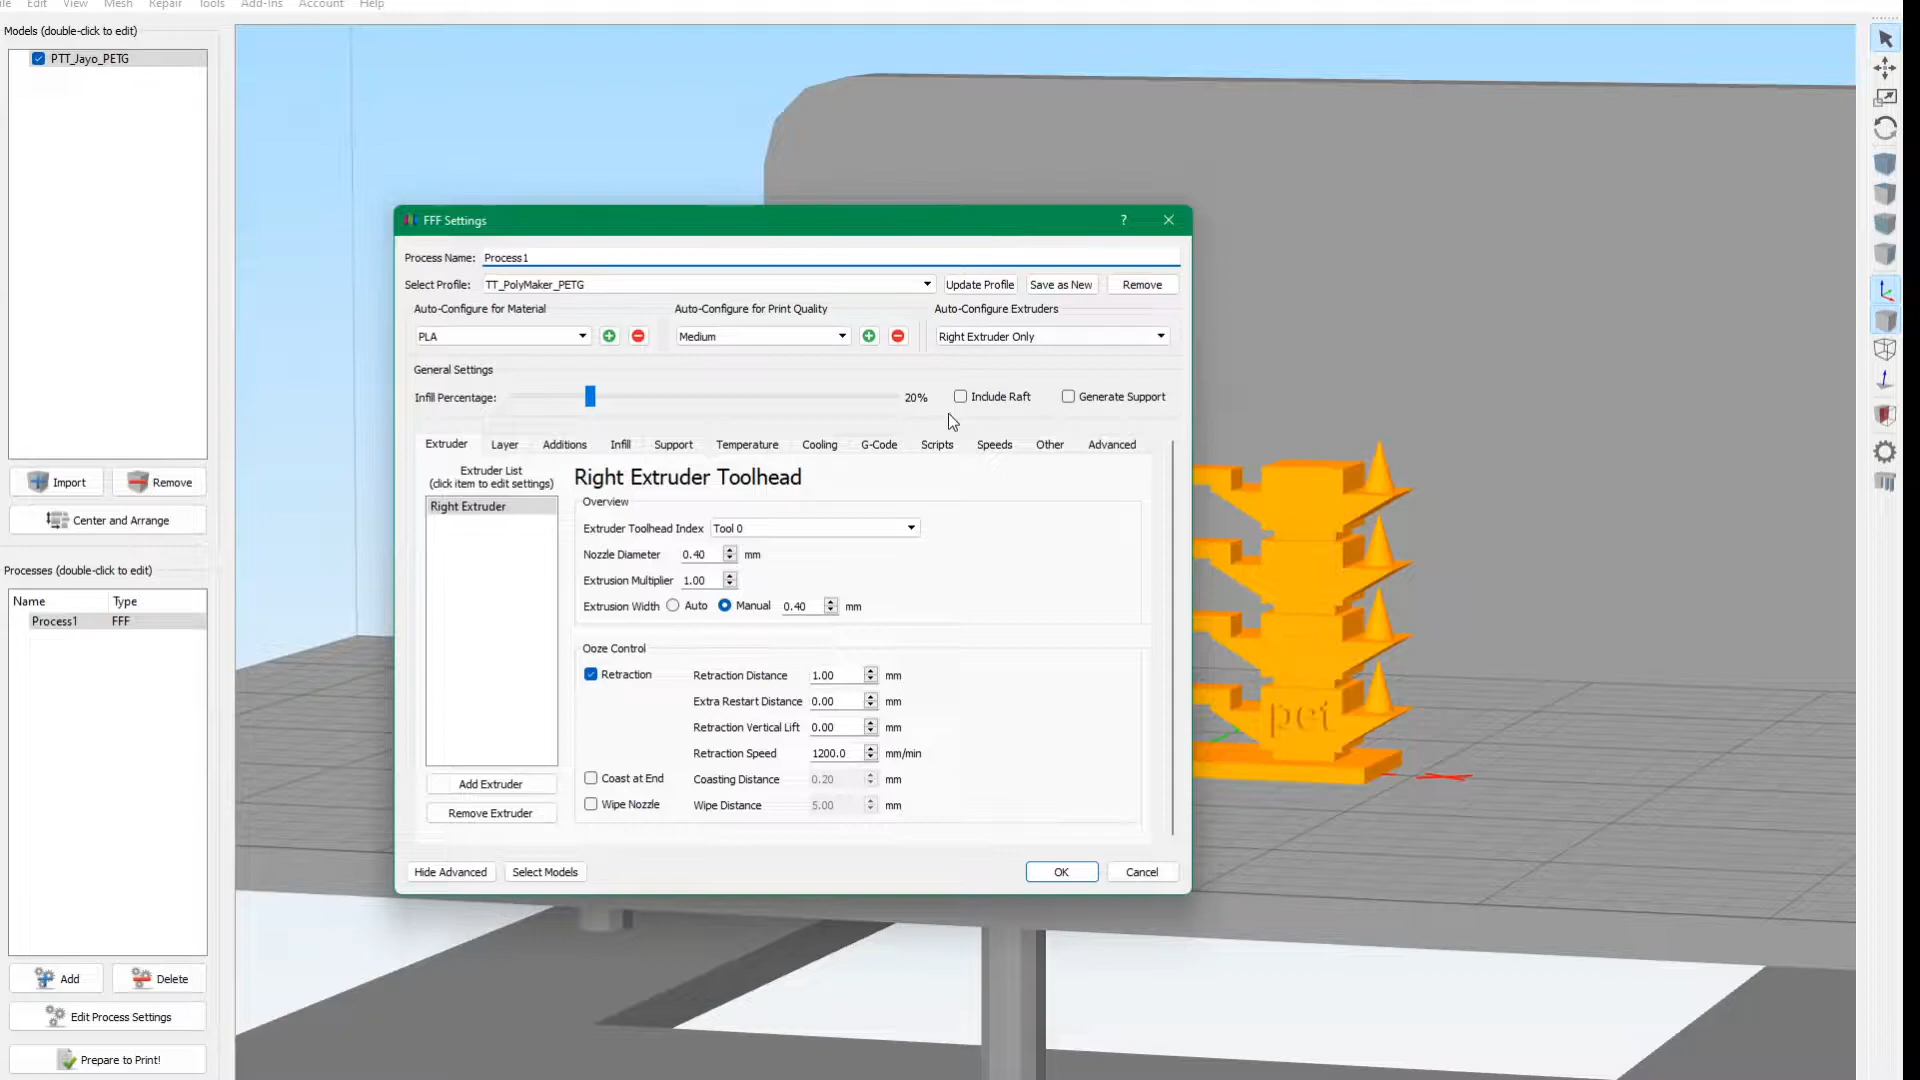 Edit View Mesh Repair Tools Add-Ins Account Help
Models (double-click to edit)
PTT_Jayo_PETG
Import Remove
Center and Arrange
Processes (double-click to edit)
Name Type
Process1 FFF
Add Delete
Edit Process Settings
Prepare to Print!
FFF Settings ?
Process Name: Process1
Select Profile: TT_PolyMaker_PETG Update Profile Save as New Remove
Auto-Configure for Material Auto-Configure for Print Quality Auto-Configure Extruders
PLA Medium Right Extruder Only
General Settings
Infill Percentage: 20% Include Raft Generate Support
Extruder Layer Additions Infill Support Temperature Cooling G-Code Scripts Speeds Other Advanced
Extruder List
(click item to edit settings)
Right Extruder
Add Extruder
Remove Extruder
Right Extruder Toolhead
Overview
Extruder Toolhead Index Tool 0
Nozzle Diameter 0.40 mm
Extrusion Multiplier 1.00
Extrusion Width Auto Manual 0.40 mm
Ooze Control
Retraction Retraction Distance 1.00 mm
Extra Restart Distance 0.00 mm
Retraction Vertical Lift 0.00 mm
Retraction Speed 1200.0 mm/min
Coast at End Coasting Distance 0.20 mm
Wipe Nozzle Wipe Distance 5.00 mm
Hide Advanced Select Models OK Cancel
pet